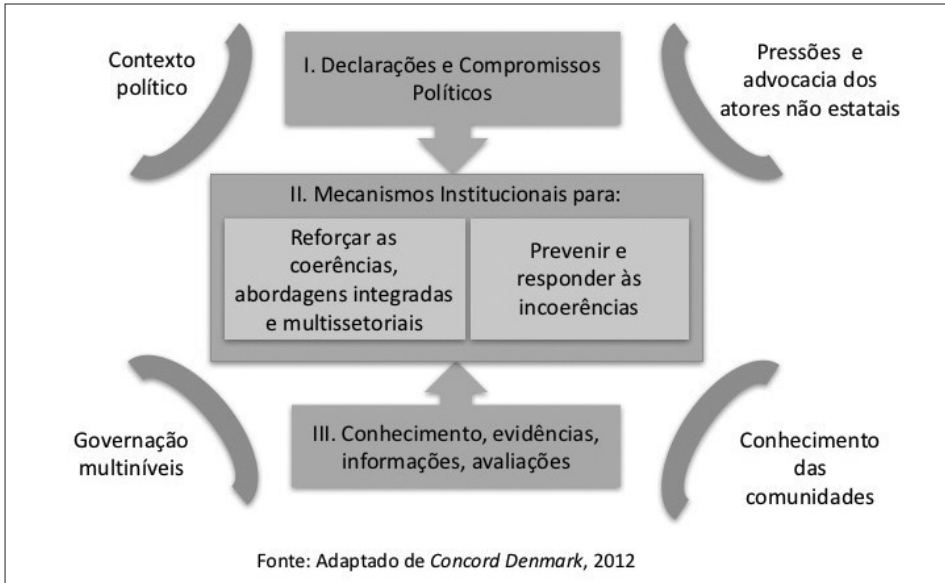 Contexto
político
I. Declarações e Compromissos
Políticos
Pressões e
advocacia dos
atores não estatais
II. Mecanismos Institucionais para:
Reforçar as
coerências,
abordagens integradas
e multissetoriais
Prevenir e
responder às
incoerências
Governação
multiníveis
III. Conhecimento, evidências,
informações, avaliações
Conhecimento
das
comunidades
Fonte: Adaptado de Concord Denmark, 2012